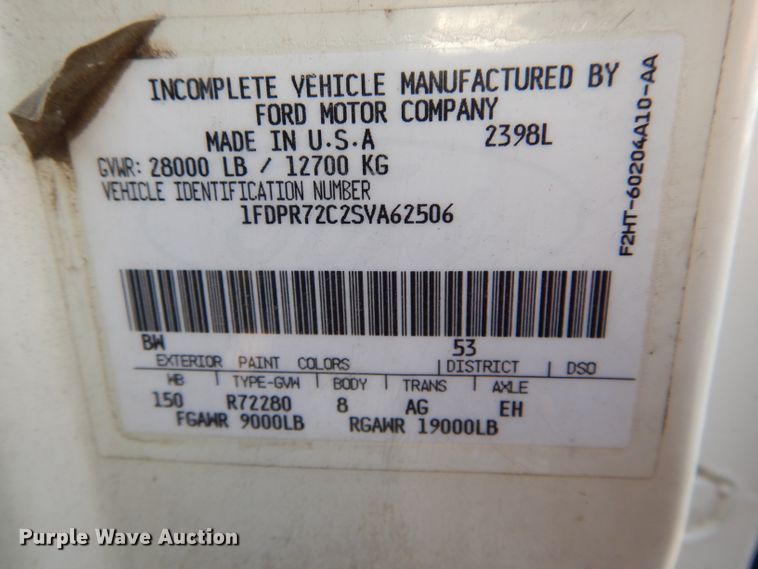 INCOMPLETE VEHICLE MANUFACTURED BY
FORD MOTOR COMPANY
MADE IN U.S.A 2398L
GVWR: 28000 LB / 12700 KG
VEHICLE IDENTIFICATION NUMBER
1FDPR72C2SVA62506
F2HT-60204A10-AA
BW 53
EXTERIOR PAINT COLORS DISTRICT DSO
WB TYPE-GVW BODY TRANS AXLE
150 R72280 8 AG EH
FGAWR 9000LB RGAWR 19000LB
Purple Wave Auction